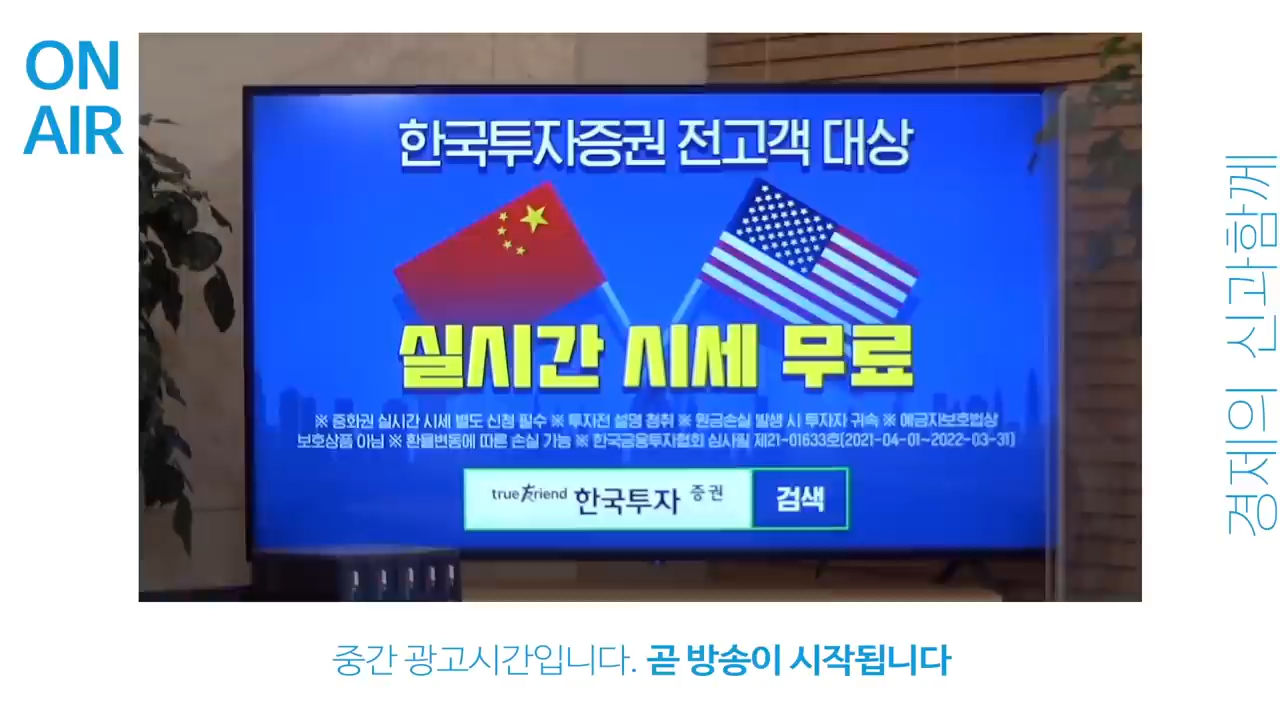 ON
AIR
한국투자증권 전고객 대상
실시간 시세 무료
※ 중화권 실시간 시세 별도 신청 필수 ※ 투자전 설명 청취 ※ 원금손실 발생 시 투자자 귀속 ※ 예금자보호법상
보호상품 아님 ※ 환율변동에 따른 손실 가능 ※ 한국금융투자협회 심사필 제21-01633호(2021-04-01~2022-03-31)
true friend 한국투자 증권 검색
경제의 신과함께
중간 광고시간입니다. 곧 방송이 시작됩니다